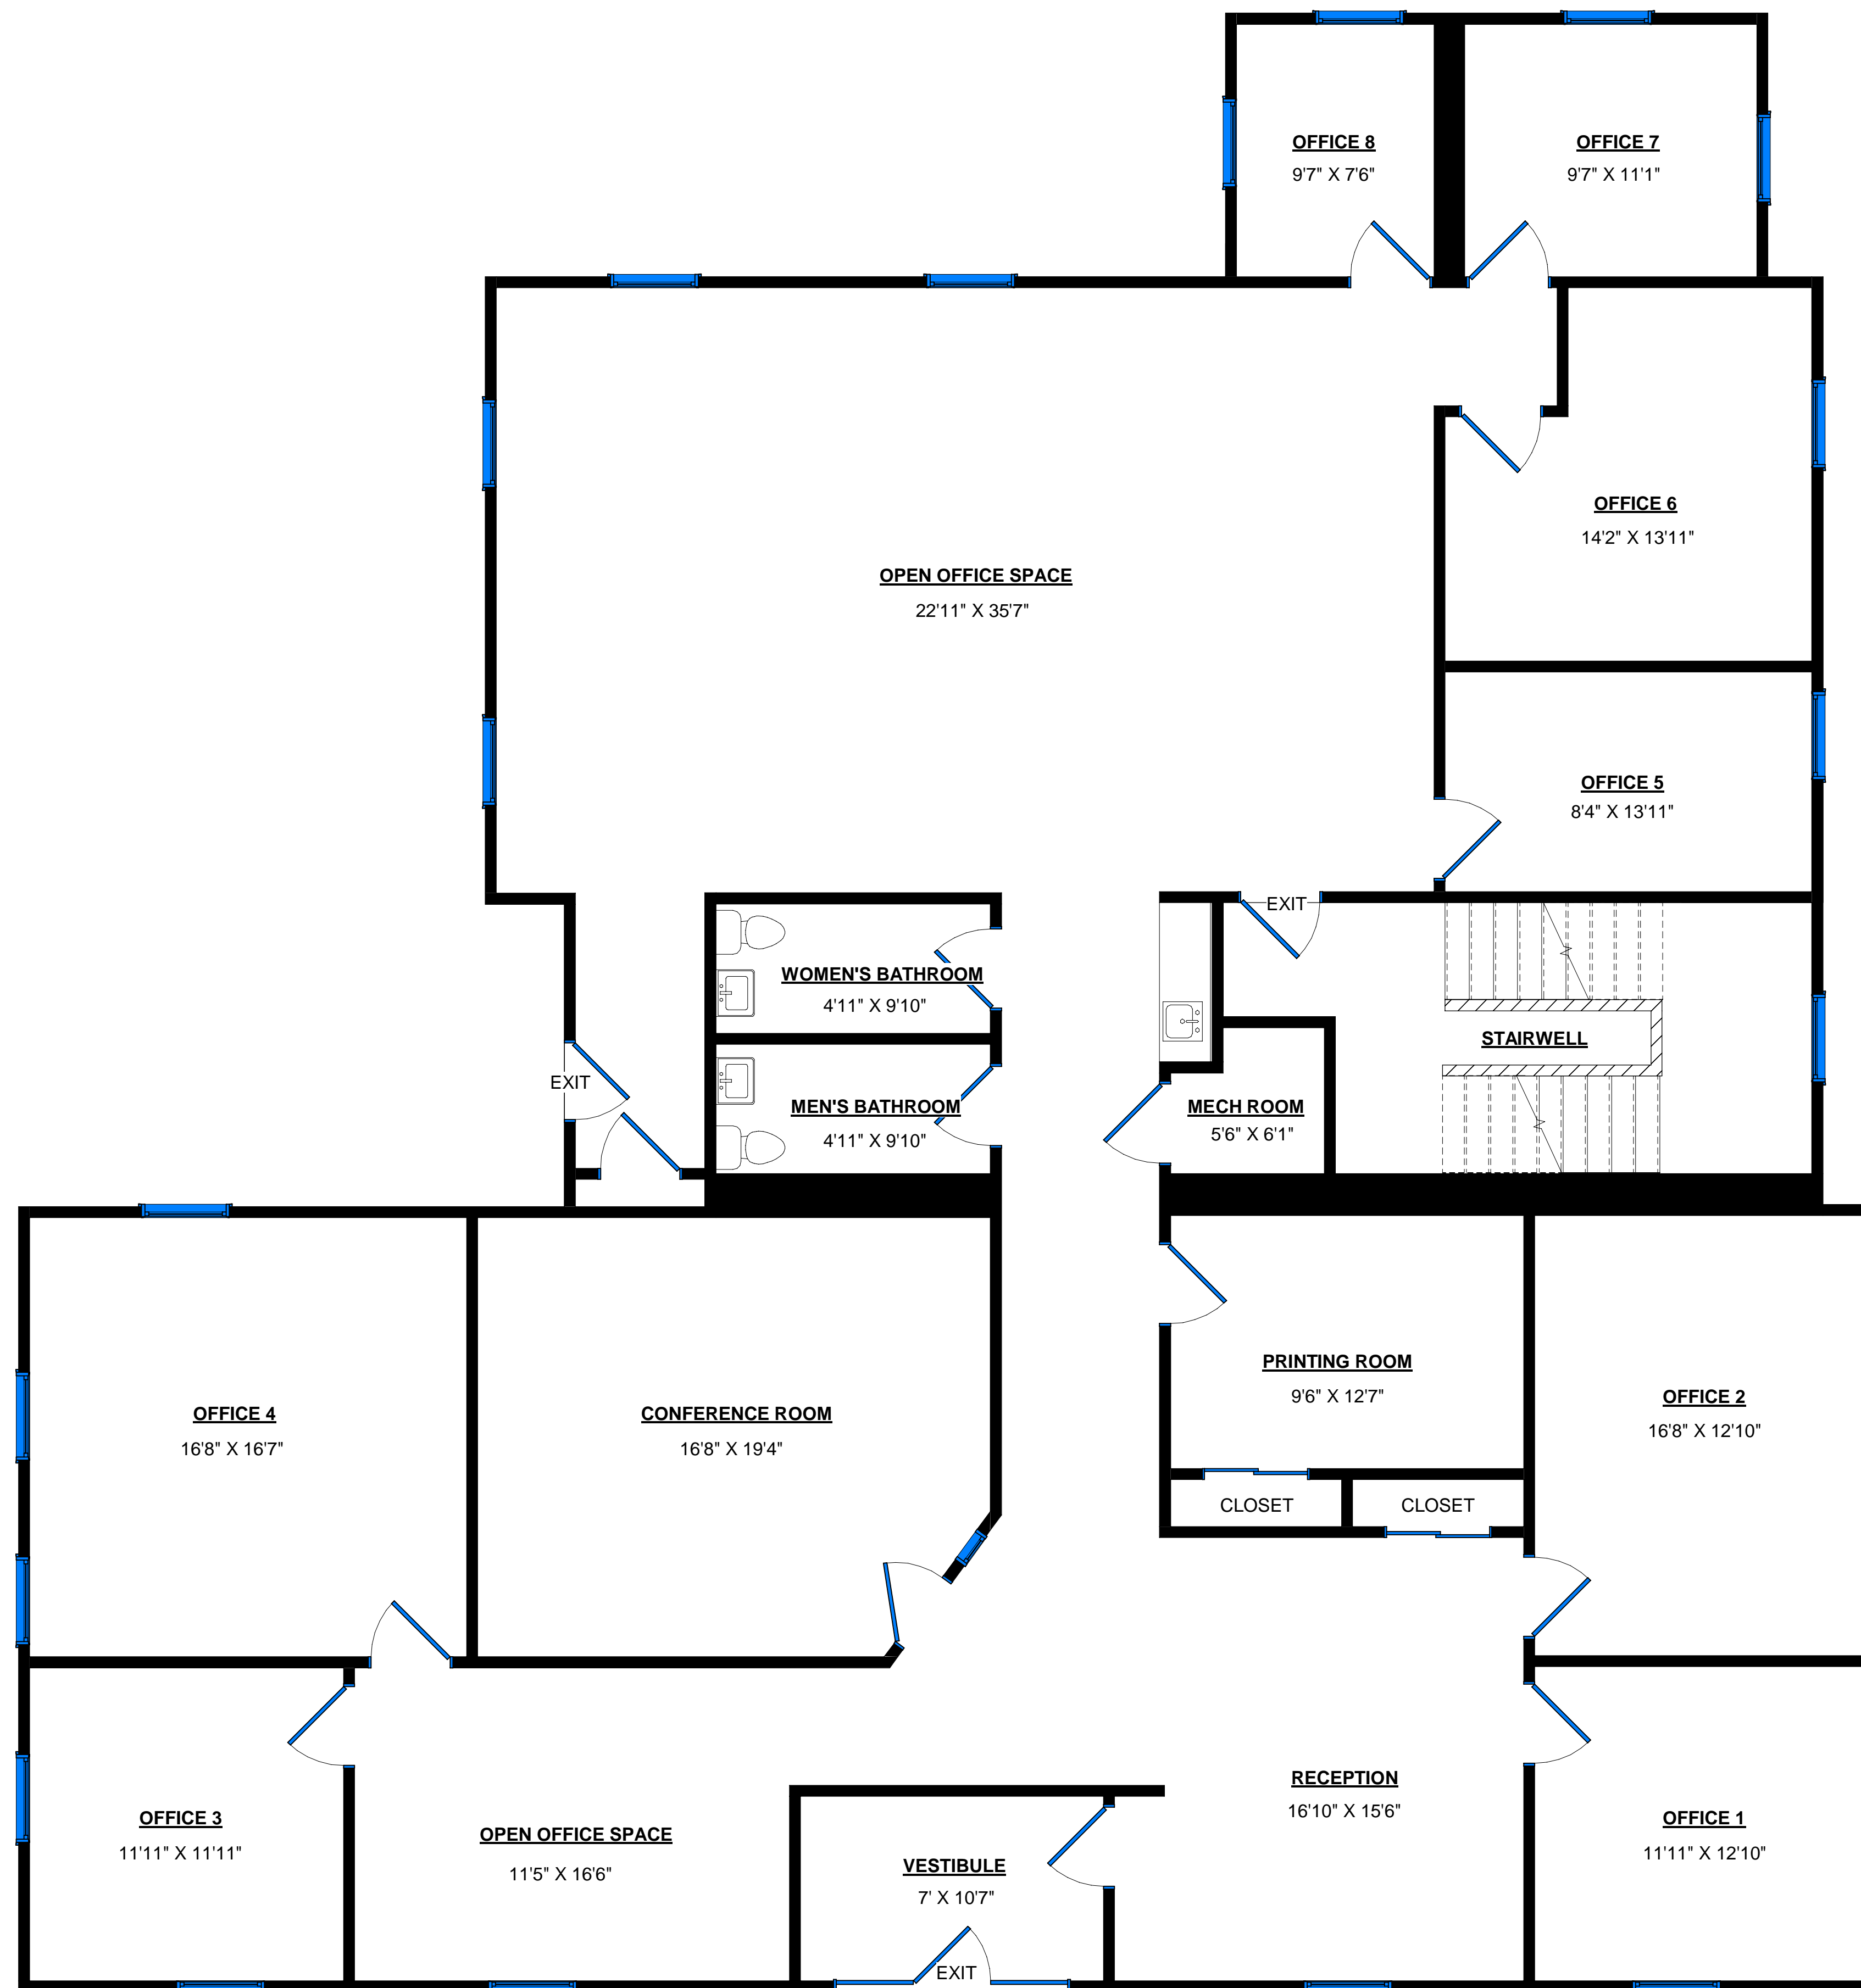 OFFICE 8
9'7" X 7'6"
OFFICE 7
9'7" X 11'1"
OFFICE 6
14'2" X 13'11"
OPEN OFFICE SPACE
22'11" X 35'7"
OFFICE 5
8'4" X 13'11"
EXIT
WOMEN'S BATHROOM
4'11" X 9'10"
STAIRWELL
EXIT
MEN'S BATHROOM
4'11" X 9'10"
MECH ROOM
5'6" X 6'1"
PRINTING ROOM
9'6" X 12'7"
OFFICE 2
16'8" X 12'10"
OFFICE 4
16'8" X 16'7"
CONFERENCE ROOM
16'8" X 19'4"
CLOSET
CLOSET
RECEPTION
16'10" X 15'6"
OFFICE 3
11'11" X 11'11"
OPEN OFFICE SPACE
11'5" X 16'6"
OFFICE 1
11'11" X 12'10"
VESTIBULE
7' X 10'7"
EXIT